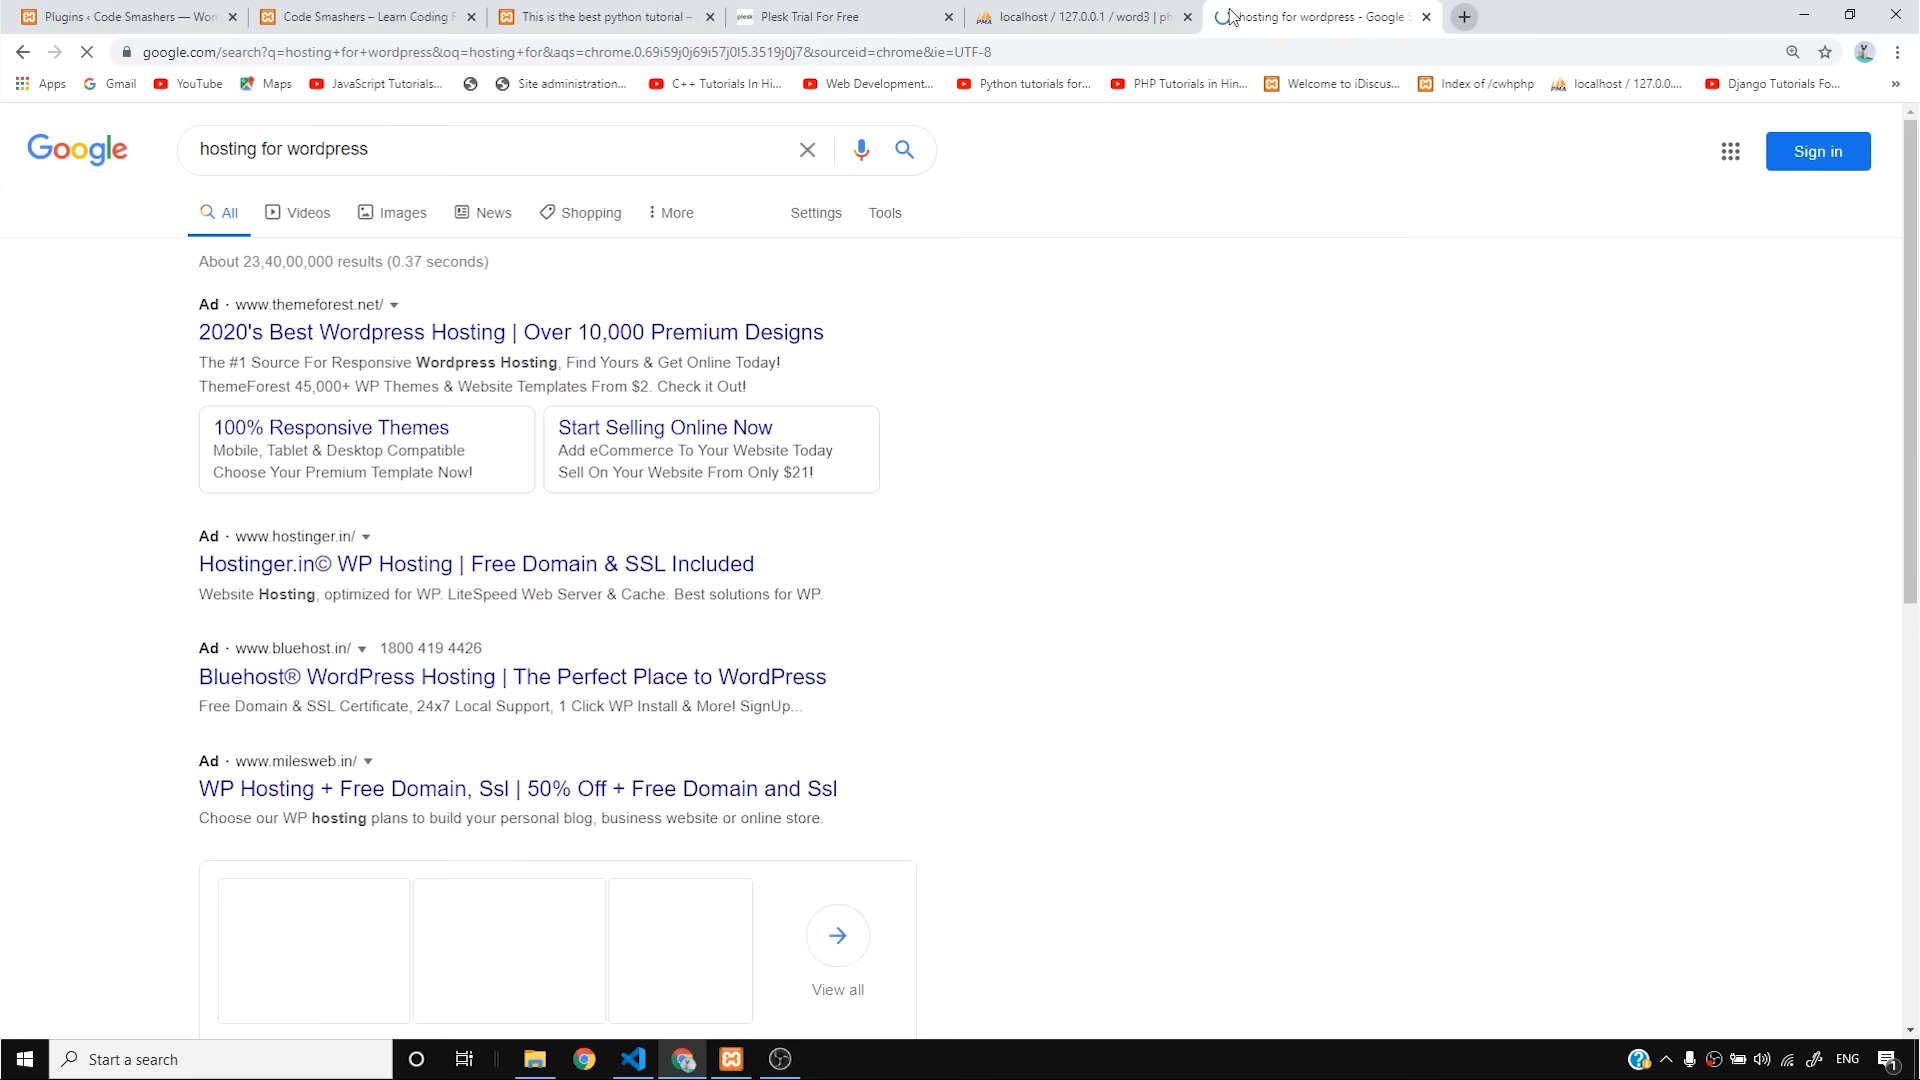 Plugins ‹ Code Smashers — Wor
Code Smashers – Learn Coding F
This is the best python tutorial –
plesk
Plesk Trial For Free
localhost / 127.0.0.1 / word3 | ph
hosting for wordpress - Google S
google.com/search?q=hosting+for+wordpress&oq=hosting+for&aqs=chrome.0.69i59j0j69i57j0l5.3519j0j7&sourceid=chrome&ie=UTF-8
Apps
Gmail
YouTube
Maps
JavaScript Tutorials...
Site administration...
C++ Tutorials In Hi...
Web Development...
Python tutorials for...
PHP Tutorials in Hin...
Welcome to iDiscus...
Index of /cwhphp
localhost / 127.0.0....
Django Tutorials Fo...
»
Google
hosting for wordpress
Sign in
All
Videos
Images
News
Shopping
More
Settings
Tools
About 23,40,00,000 results (0.37 seconds)
Ad · www.themeforest.net/
2020's Best Wordpress Hosting | Over 10,000 Premium Designs
The #1 Source For Responsive Wordpress Hosting, Find Yours & Get Online Today!
ThemeForest 45,000+ WP Themes & Website Templates From $2. Check it Out!
100% Responsive Themes
Mobile, Tablet & Desktop Compatible
Choose Your Premium Template Now!
Start Selling Online Now
Add eCommerce To Your Website Today
Sell On Your Website From Only $21!
Ad · www.hostinger.in/
Hostinger.in© WP Hosting | Free Domain & SSL Included
Website Hosting, optimized for WP. LiteSpeed Web Server & Cache. Best solutions for WP.
Ad · www.bluehost.in/ 1800 419 4426
Bluehost® WordPress Hosting | The Perfect Place to WordPress
Free Domain & SSL Certificate, 24x7 Local Support, 1 Click WP Install & More! SignUp...
Ad · www.milesweb.in/
WP Hosting + Free Domain, Ssl | 50% Off + Free Domain and Ssl
Choose our WP hosting plans to build your personal blog, business website or online store.
View all
Start a search
ENG
1